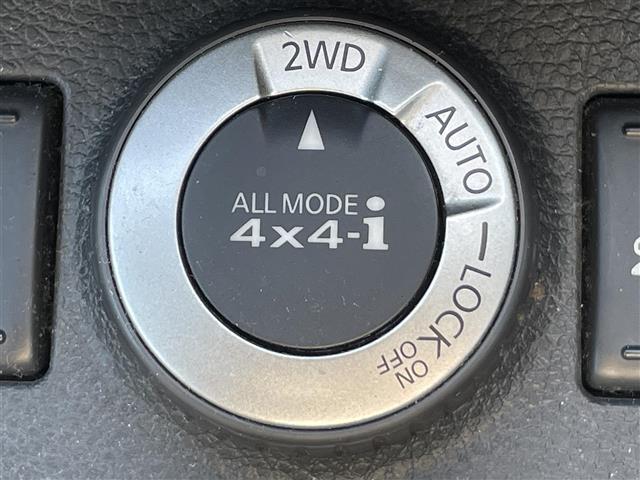 2WD
AUTO
LOCK
ON
OFF
ALL MODE
4x4-i